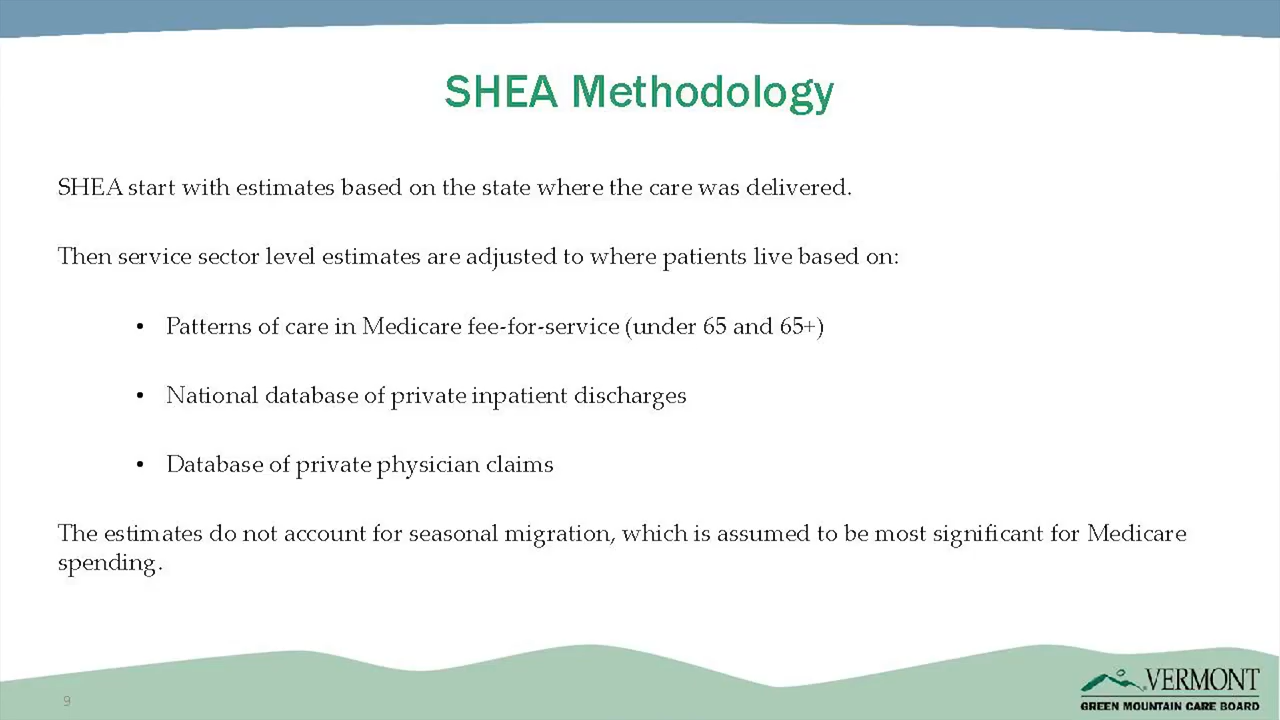 SHEA Methodology
SHEA start with estimates based on the state where the care was delivered.
Then service sector level estimates are adjusted to where patients live based on:
• Patterns of care in Medicare fee-for-service (under 65 and 65+)
• National database of private inpatient discharges
• Database of private physician claims
The estimates do not account for seasonal migration, which is assumed to be most significant for Medicare
spending.
9
VERMONT
GREEN MOUNTAIN CARE BOARD